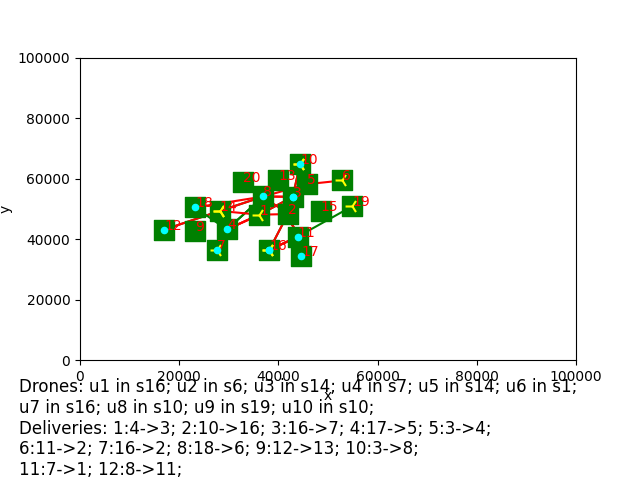 100000
80000
60000
40000
20000
0
y
0 20000 40000 60000 80000 100000
x
Drones: u1 in s16; u2 in s6; u3 in s14; u4 in s7; u5 in s14; u6 in s1;
u7 in s16; u8 in s10; u9 in s19; u10 in s10;
Deliveries: 1:4->3; 2:10->16; 3:16->7; 4:17->5; 5:3->4;
6:11->2; 7:16->2; 8:18->6; 9:12->13; 10:3->8;
11:7->1; 12:8->11;